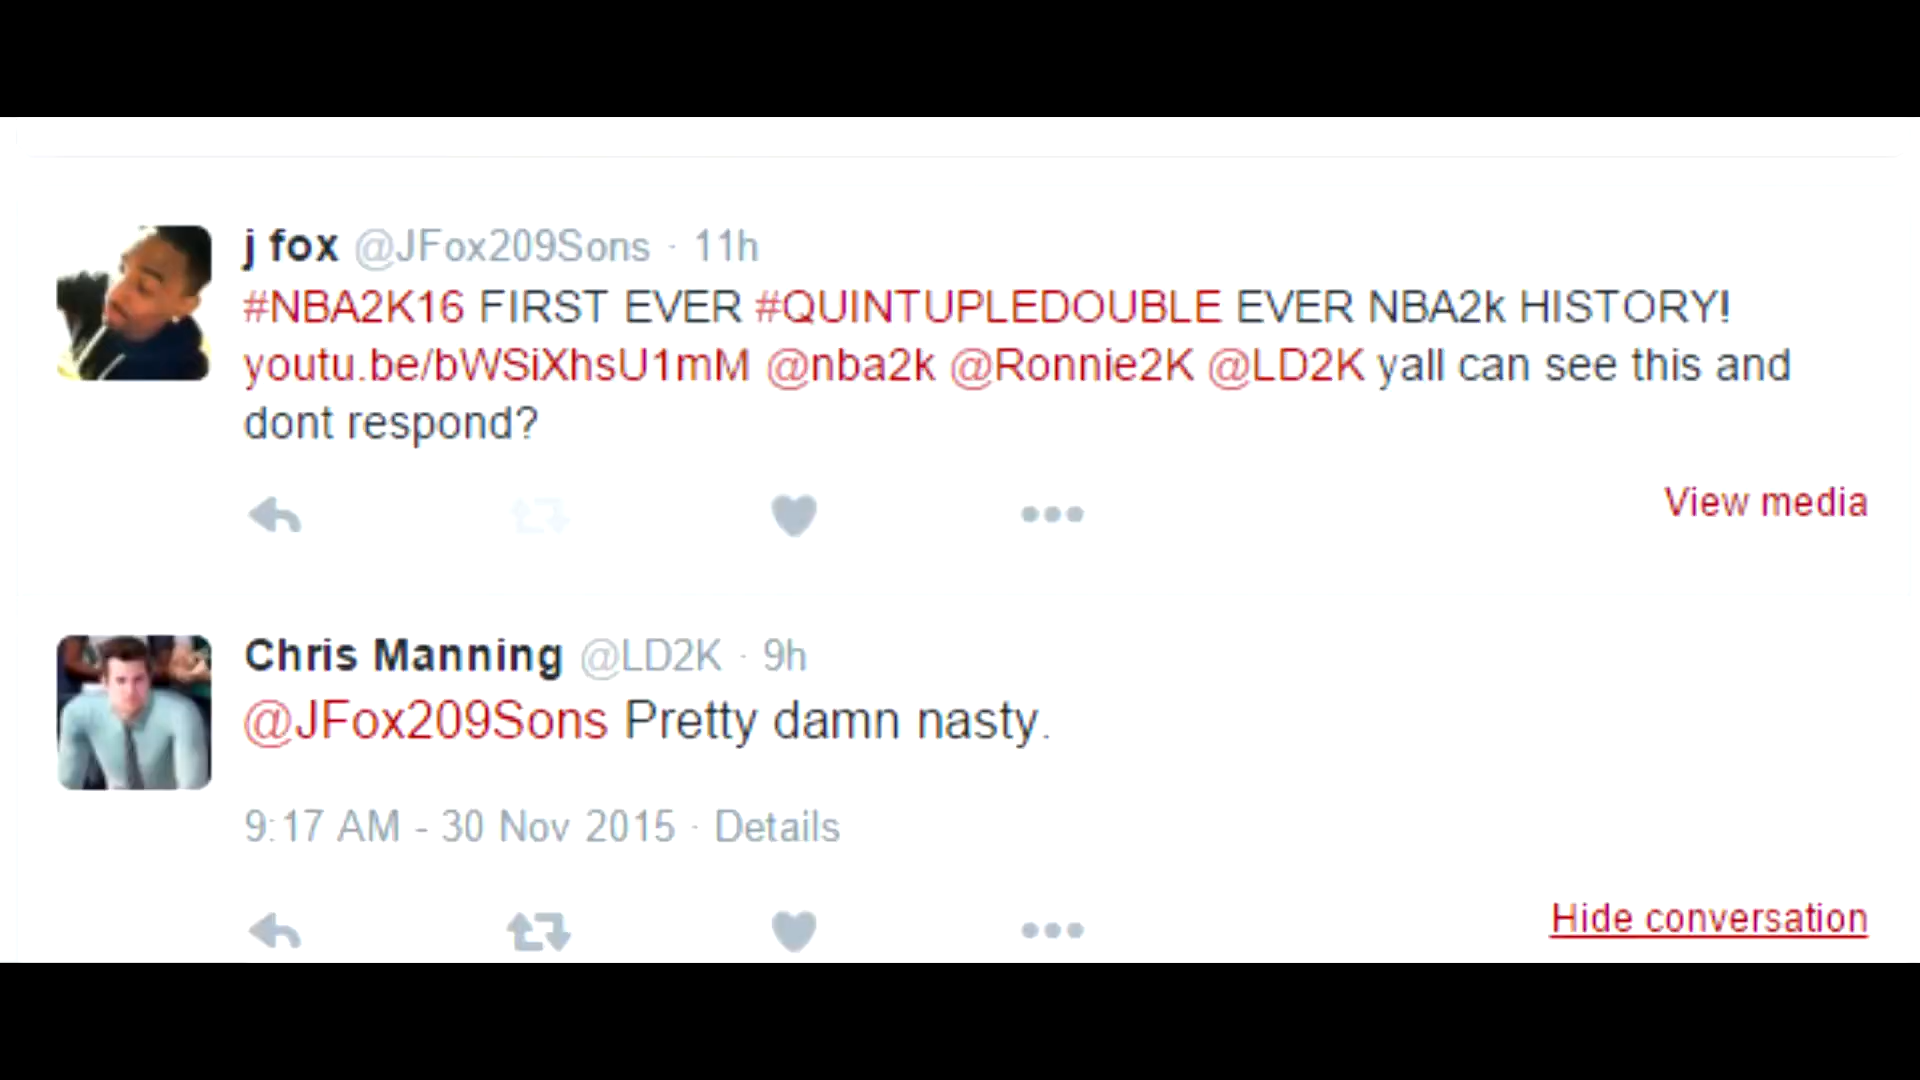 j fox @JFox209Sons · 11h
#NBA2K16 FIRST EVER #QUINTUPLEDOUBLE EVER NBA2k HISTORY!
youtu.be/bWSiXhsU1mM @nba2k @Ronnie2K @LD2K yall can see this and
dont respond?
View media
Chris Manning @LD2K · 9h
@JFox209Sons Pretty damn nasty.
9:17 AM - 30 Nov 2015 · Details
Hide conversation